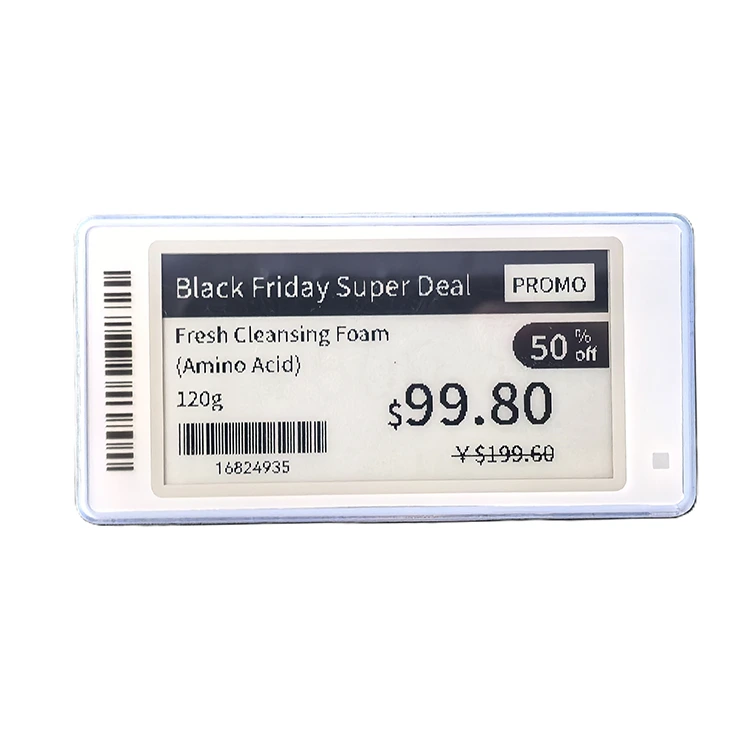 Black Friday Super Deal PROMO
Fresh Cleansing Foam
(Amino Acid)
50 % off
120g
$99.80
¥ $199.60
16824935